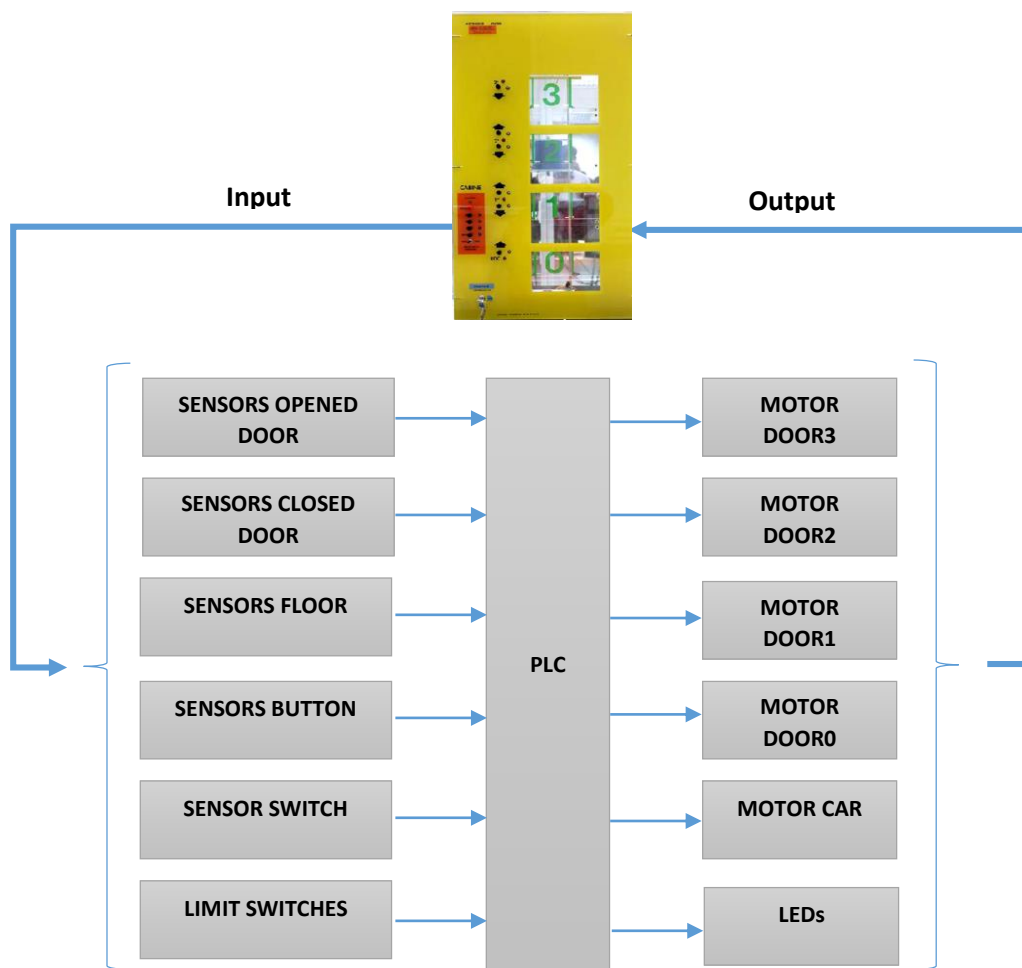 3
2
CABINE
1
0
Input
Output
SENSORS OPENED
DOOR
MOTOR
DOOR3
SENSORS CLOSED
DOOR
MOTOR
DOOR2
SENSORS FLOOR
MOTOR
DOOR1
PLC
SENSORS BUTTON
MOTOR
DOOR0
SENSOR SWITCH
MOTOR CAR
LIMIT SWITCHES
LEDs